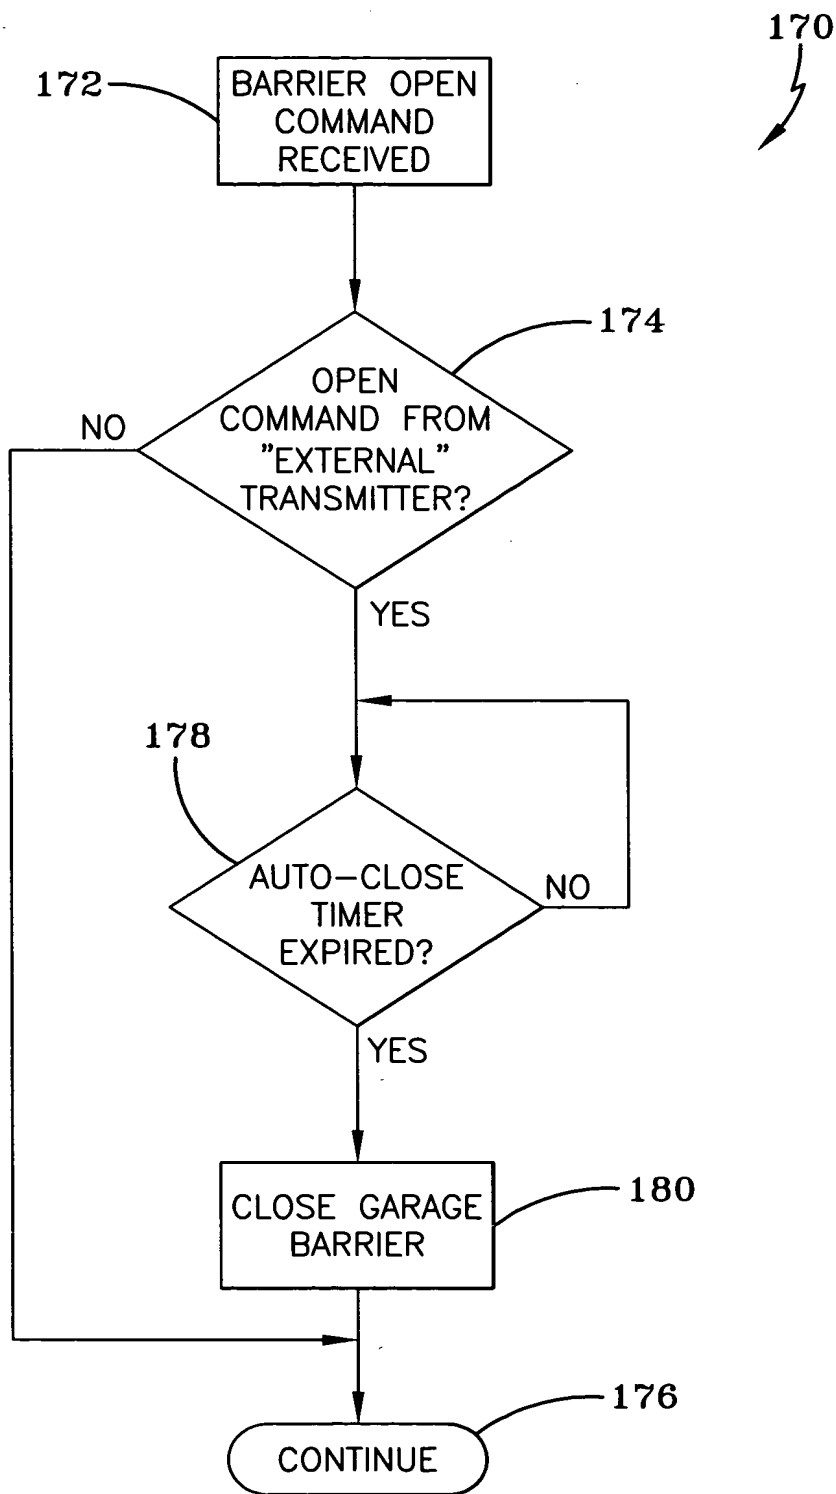 170
172
BARRIER OPEN
COMMAND
RECEIVED
174
OPEN
COMMAND FROM
"EXTERNAL"
TRANSMITTER?
NO
YES
178
AUTO-CLOSE
TIMER
EXPIRED?
NO
YES
180
CLOSE GARAGE
BARRIER
176
CONTINUE